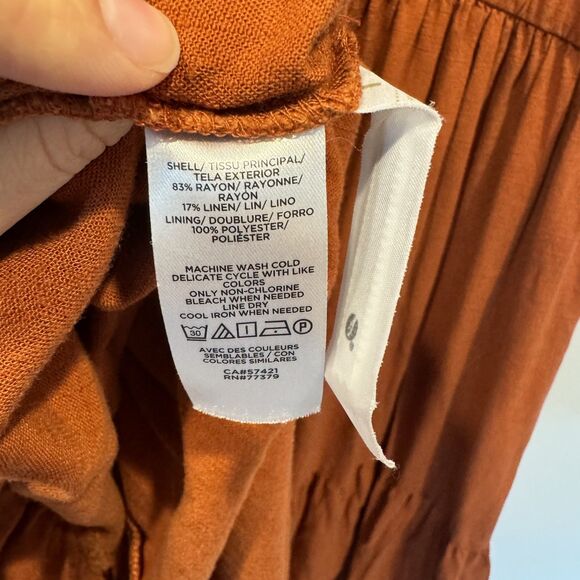 SHELL/ TISSU PRINCIPAL/
TELA EXTERIOR
83% RAYON/ RAYONNE/
RAYÓN
17% LINEN/ LIN/ LINO
LINING/ DOUBLURE/ FORRO
100% POLYESTER/
POLIÉSTER
MACHINE WASH COLD
DELICATE CYCLE WITH LIKE
COLORS
ONLY NON-CHLORINE
BLEACH WHEN NEEDED
LINE DRY
COOL IRON WHEN NEEDED
30 P
AVEC DES COULEURS
SEMBLABLES / CON
COLORES SIMILARES
CA#57421
RN#77379